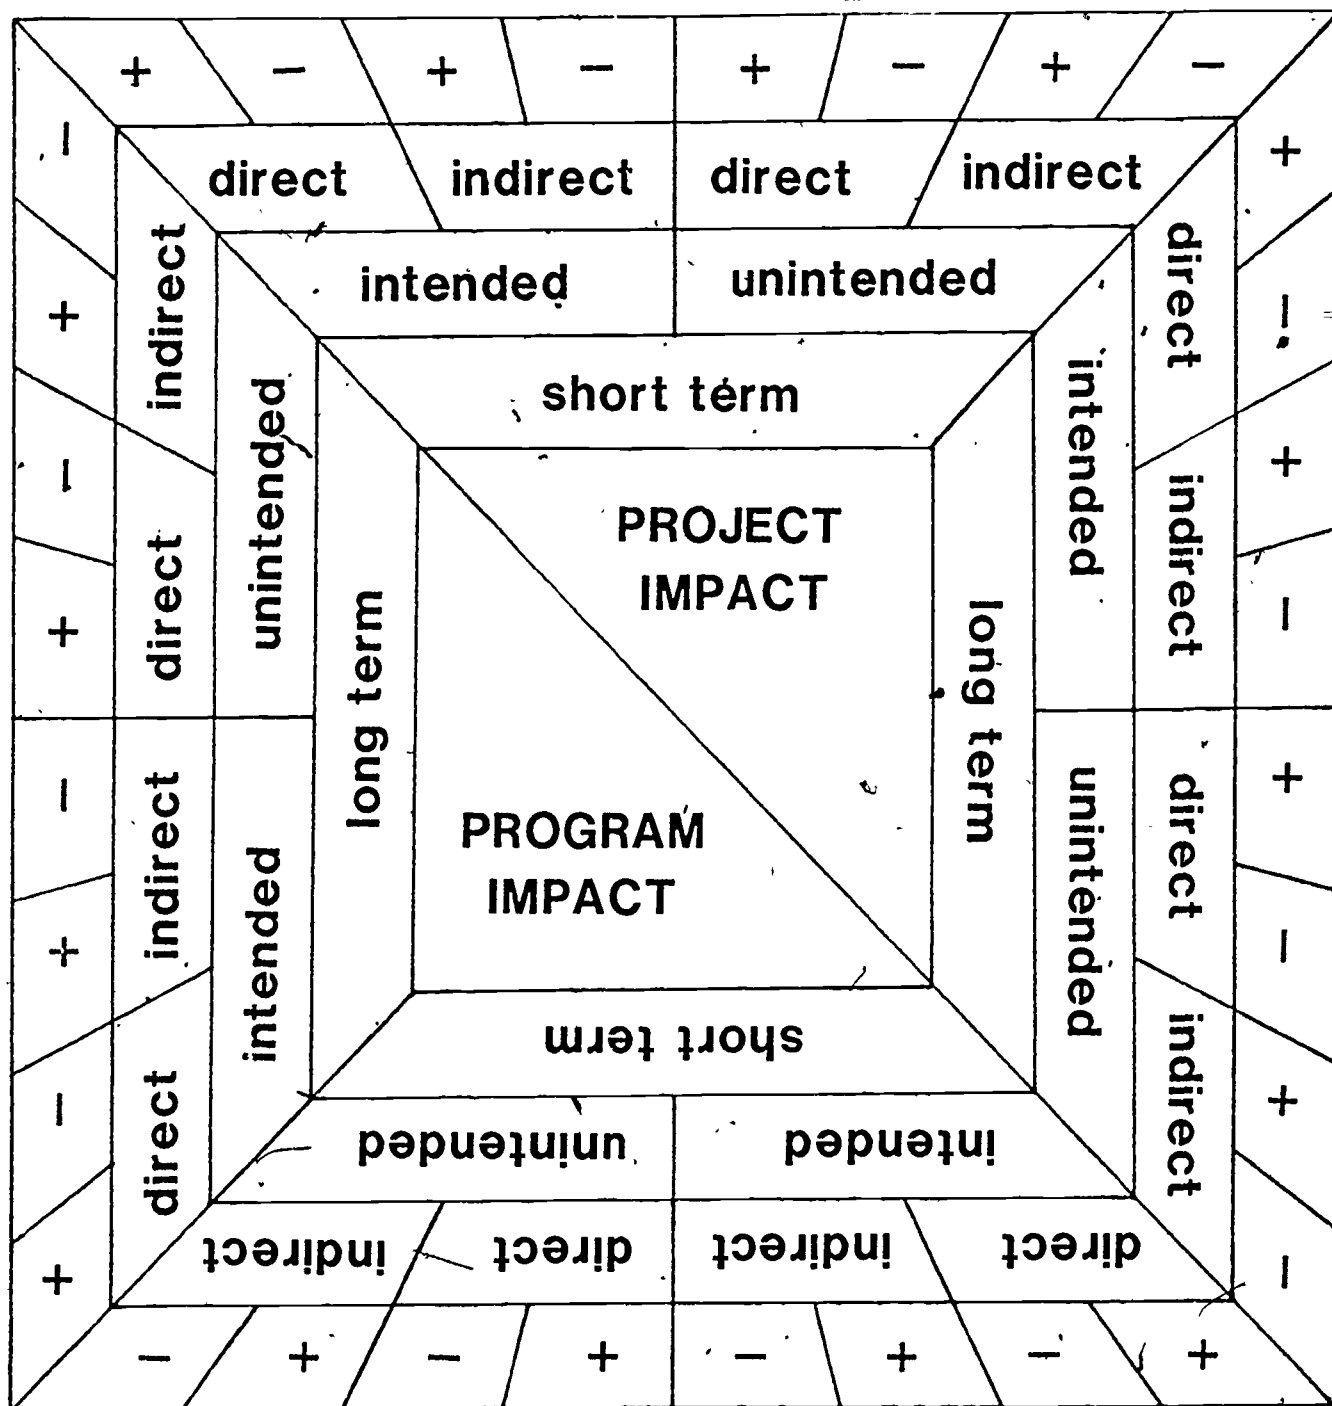 + − + − + − + −
direct indirect direct indirect
intended unintended
short term
PROJECT
IMPACT
long term
intended
unintended
direct
indirect
direct
indirect
+
−
+
−
+
−
+
−
PROGRAM
IMPACT
short term
intended unintended
direct indirect direct indirect
+ − + − + − + −
long term
intended
unintended
direct
indirect
direct
indirect
+
−
+
−
+
−
+
−